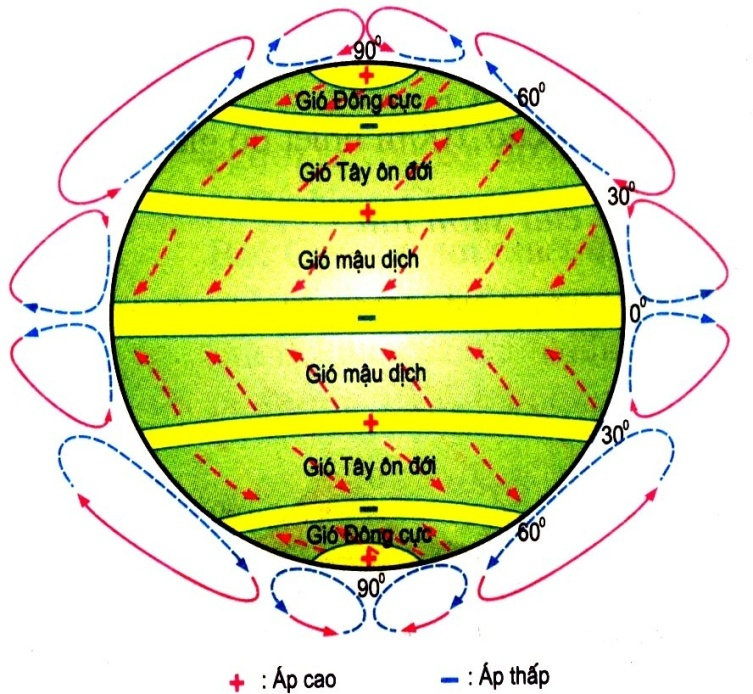 90⁰
Gió Đông cực
60⁰
Gió Tây ôn đới
30⁰
Gió mậu dịch
0⁰
Gió mậu dịch
30⁰
Gió Tây ôn đới
60⁰
Gió Đông cực
90⁰
+ : Áp cao
− : Áp thấp